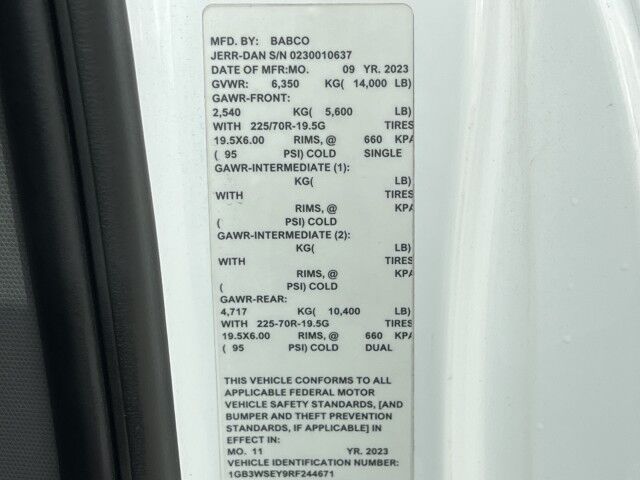 MFD. BY: BABCO
JERR-DAN S/N 0230010637
DATE OF MFR:MO. 09 YR. 2023
GVWR: 6,350 KG( 14,000 LB)
GAWR-FRONT:
2,540 KG( 5,600 LB)
WITH 225/70R-19.5G TIRES
19.5X6.00 RIMS, @ 660 KPA
( 95 PSI) COLD SINGLE
GAWR-INTERMEDIATE (1):
KG( LB)
WITH TIRES
RIMS, @ KPA
( PSI) COLD
GAWR-INTERMEDIATE (2):
KG( LB)
WITH TIRES
RIMS, @ KPA
( PSI) COLD
GAWR-REAR:
4,717 KG( 10,400 LB)
WITH 225-70R-19.5G TIRES
19.5X6.00 RIMS, @ 660 KPA
( 95 PSI) COLD DUAL
THIS VEHICLE CONFORMS TO ALL
APPLICABLE FEDERAL MOTOR
VEHICLE SAFETY STANDARDS, [AND
BUMPER AND THEFT PREVENTION
STANDARDS, IF APPLICABLE] IN
EFFECT IN:
MO. 11 YR. 2023
VEHICLE IDENTIFICATION NUMBER:
1GB3WSEY9RF244671